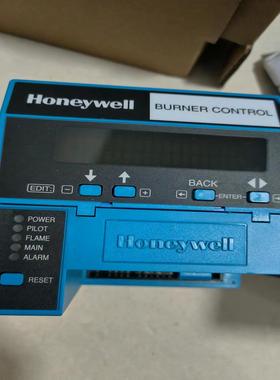 Honeywell
BURNER CONTROL
EDIT: − ↓ ↑ +
BACK
←ENTER→
POWER
PILOT
FLAME
MAIN
ALARM
Honeywell
RESET